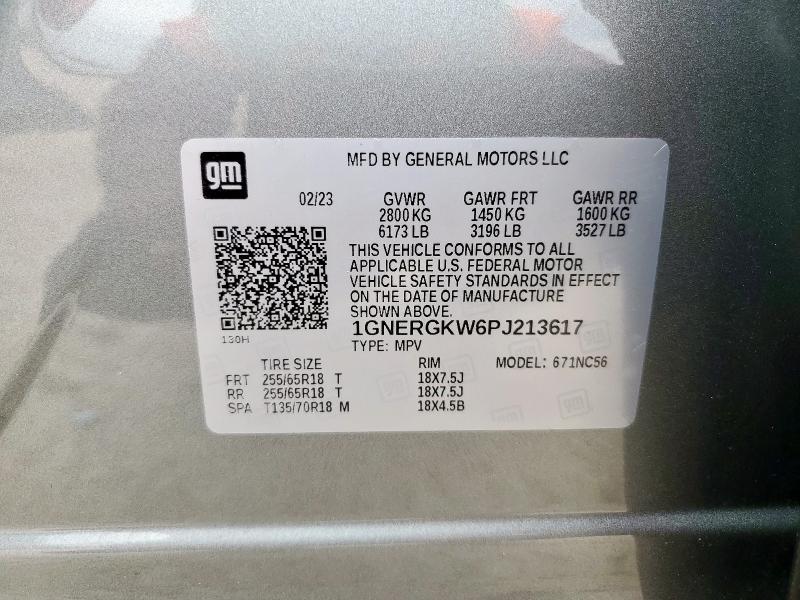 gm
MFD BY GENERAL MOTORS LLC
02/23 GVWR GAWR FRT GAWR RR
2800 KG 1450 KG 1600 KG
6173 LB 3196 LB 3527 LB
THIS VEHICLE CONFORMS TO ALL
APPLICABLE U.S. FEDERAL MOTOR
VEHICLE SAFETY STANDARDS IN EFFECT
ON THE DATE OF MANUFACTURE
SHOWN ABOVE.
1GNERGKW6PJ213617
130H
TYPE: MPV
TIRE SIZE RIM MODEL: 671NC56
FRT 255/65R18 T 18X7.5J
RR 255/65R18 T 18X7.5J
SPA T135/70R18 M 18X4.5B